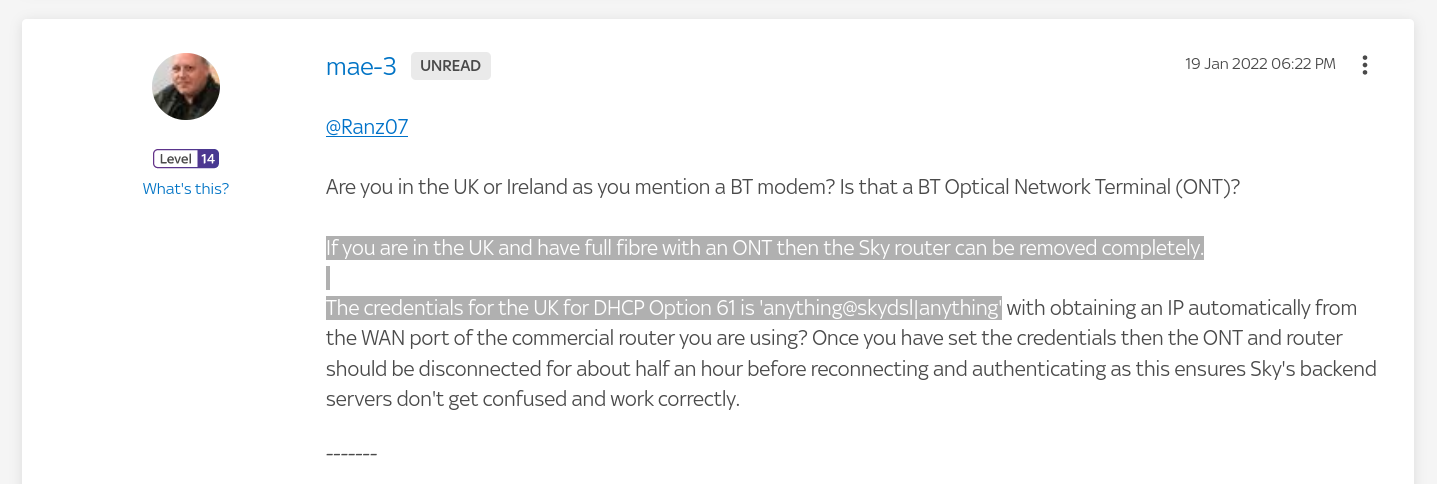 mae-3 UNREAD
19 Jan 2022 06:22 PM
@Ranz07
Level 14
What's this?
Are you in the UK or Ireland as you mention a BT modem? Is that a BT Optical Network Terminal (ONT)?
If you are in the UK and have full fibre with an ONT then the Sky router can be removed completely.
The credentials for the UK for DHCP Option 61 is 'anything@skydsl|anything' with obtaining an IP automatically from
the WAN port of the commercial router you are using? Once you have set the credentials then the ONT and router
should be disconnected for about half an hour before reconnecting and authenticating as this ensures Sky's backend
servers don't get confused and work correctly.
-------